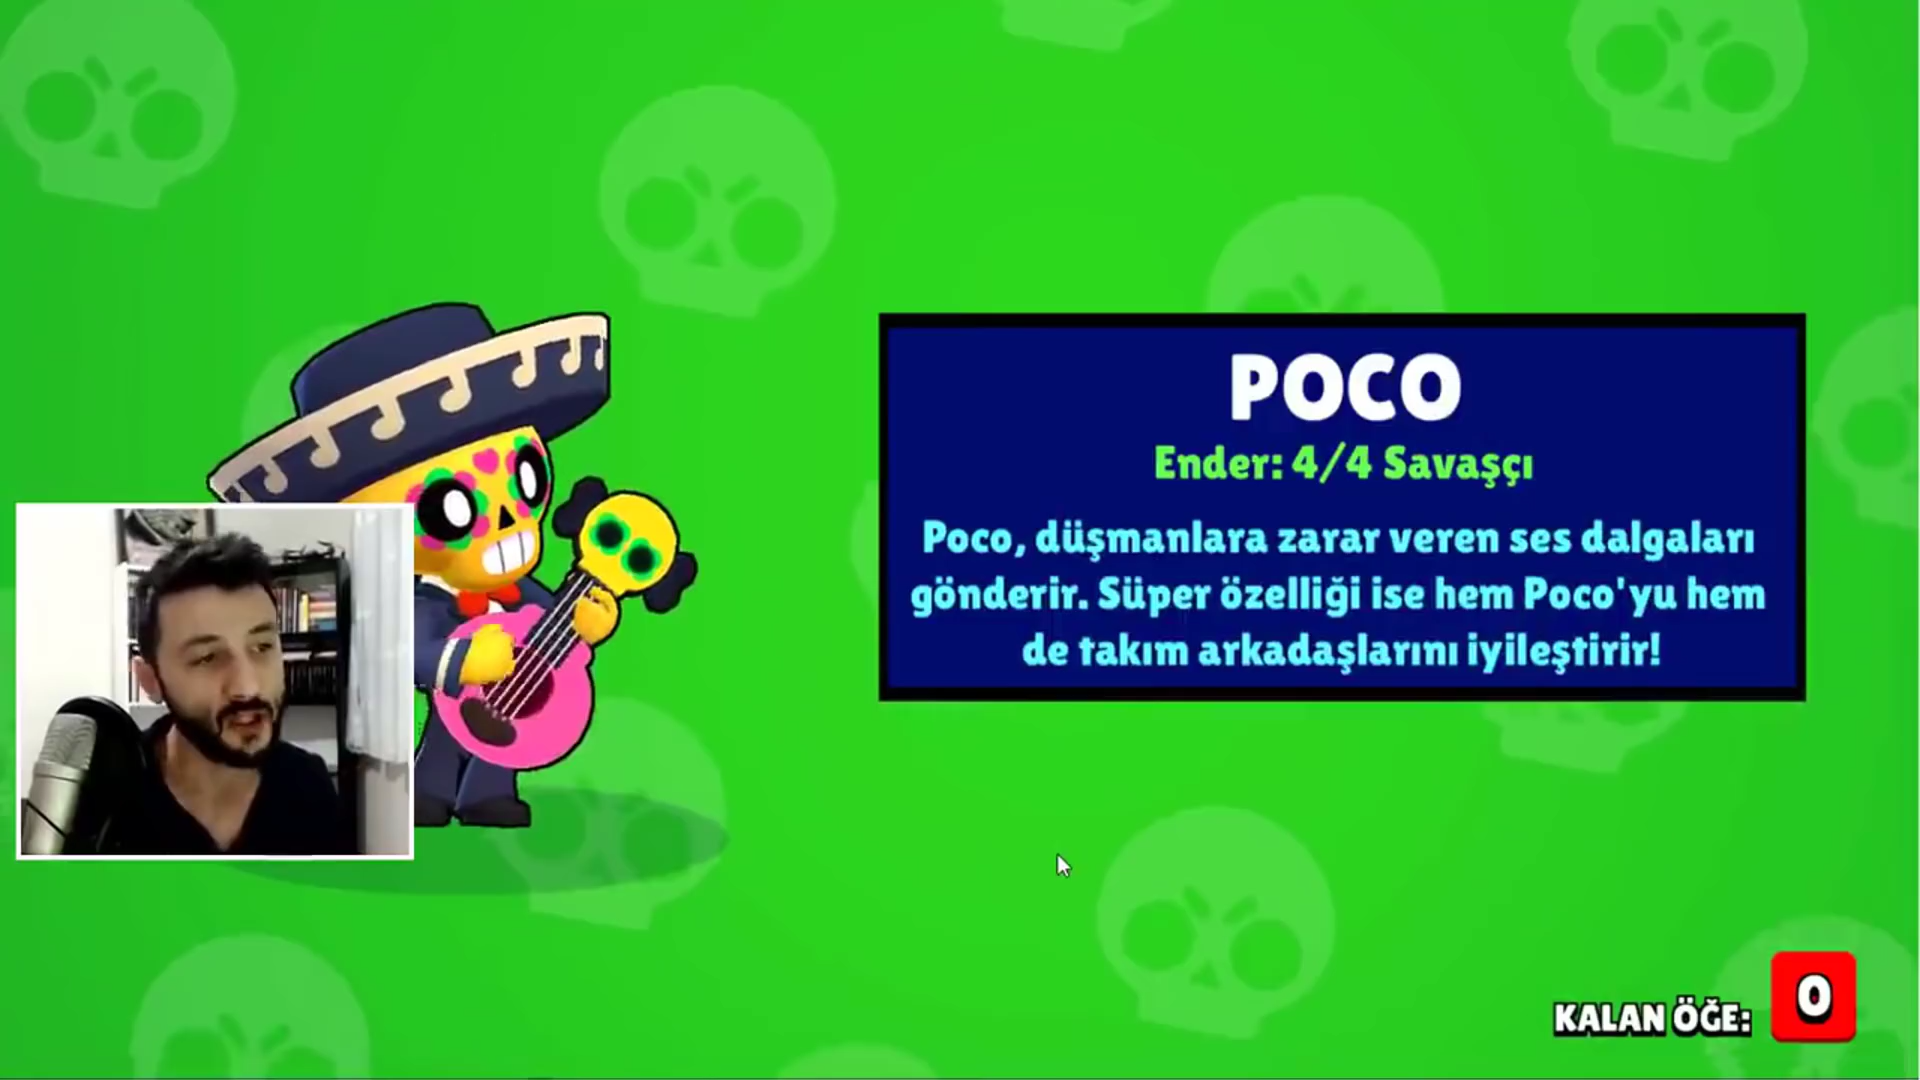 POCO
Ender: 4/4 Savaşçı
Poco, düşmanlara zarar veren ses dalgaları
gönderir. Süper özelliği ise hem Poco'yu hem
de takım arkadaşlarını iyileştirir!
KALAN ÖĞE: 0